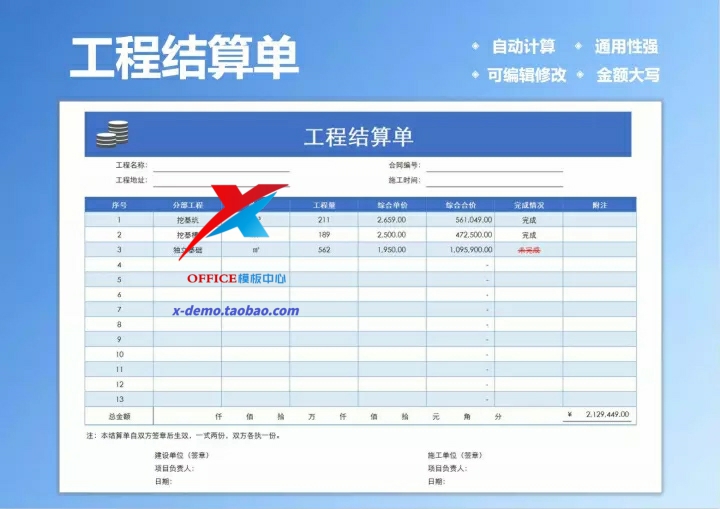 工程结算单
自动计算 通用性强
可编辑修改 金额大写
工程结算单
工程名称： 合同编号：
工程地址： 施工时间：
序号 分部工程 工程量 综合单价 综合合价 完成情况 附注
1 挖基坑 211 2,659.00 561,049.00 完成
2 挖基槽 189 2,500.00 472,500.00 完成
3 独立基础 m² 562 1,950.00 1,095,900.00 未完成
4 -
5 -
6 -
7 -
8 -
9 -
10 -
11 -
12 -
13 -
OFFICE模版中心
x-demo.taobao.com
总金额 仟 佰 拾 万 仟 佰 拾 元 角 分 ¥ 2,129,449.00
注：本结算单自双方签章后生效，一式两份，双方各执一份。
建设单位（签章） 施工单位（签章）
项目负责人： 项目负责人：
日期： 日期：